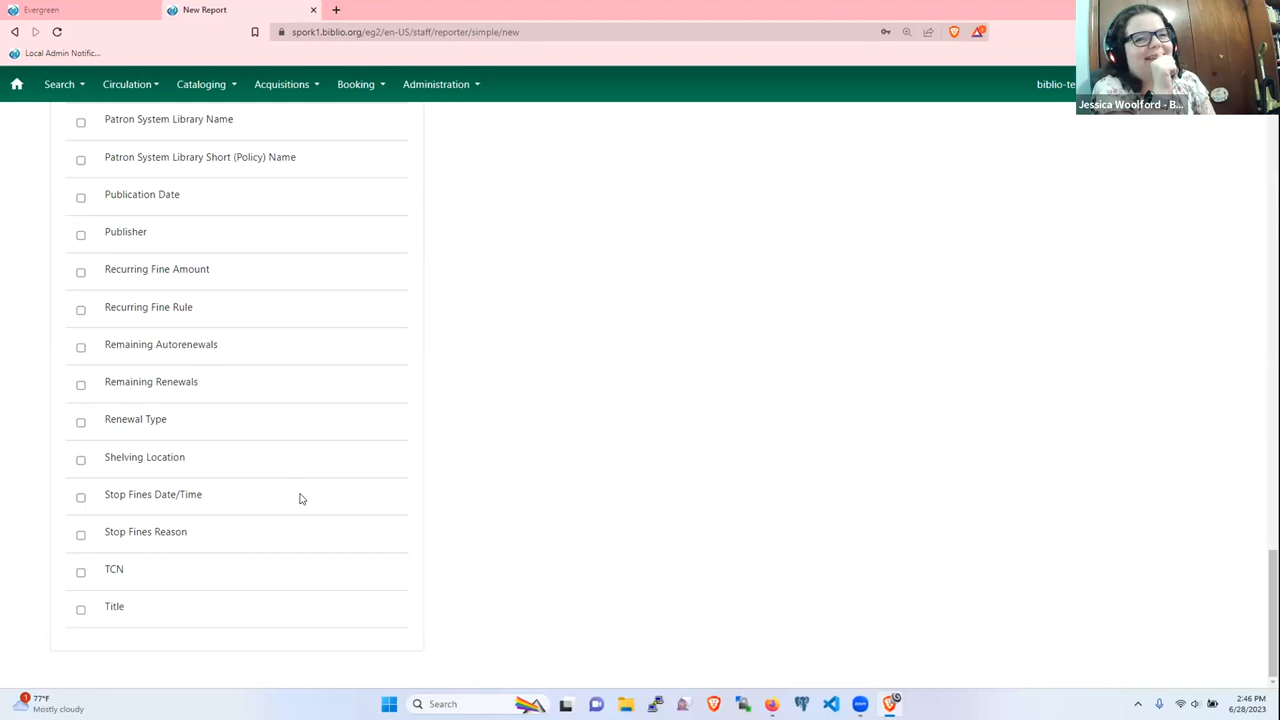 Evergreen
New Report
spork1.biblio.org/eg2/en-US/staff/reporter/simple/new
Local Admin Notific...
Search
Circulation
Cataloging
Acquisitions
Booking
Administration
biblio-te
Jessica Woolford - B...
Patron System Library Name
Patron System Library Short (Policy) Name
Publication Date
Publisher
Recurring Fine Amount
Recurring Fine Rule
Remaining Autorenewals
Remaining Renewals
Renewal Type
Shelving Location
Stop Fines Date/Time
Stop Fines Reason
TCN
Title
1
77°F
Mostly cloudy
Search
2:46 PM
6/28/2023